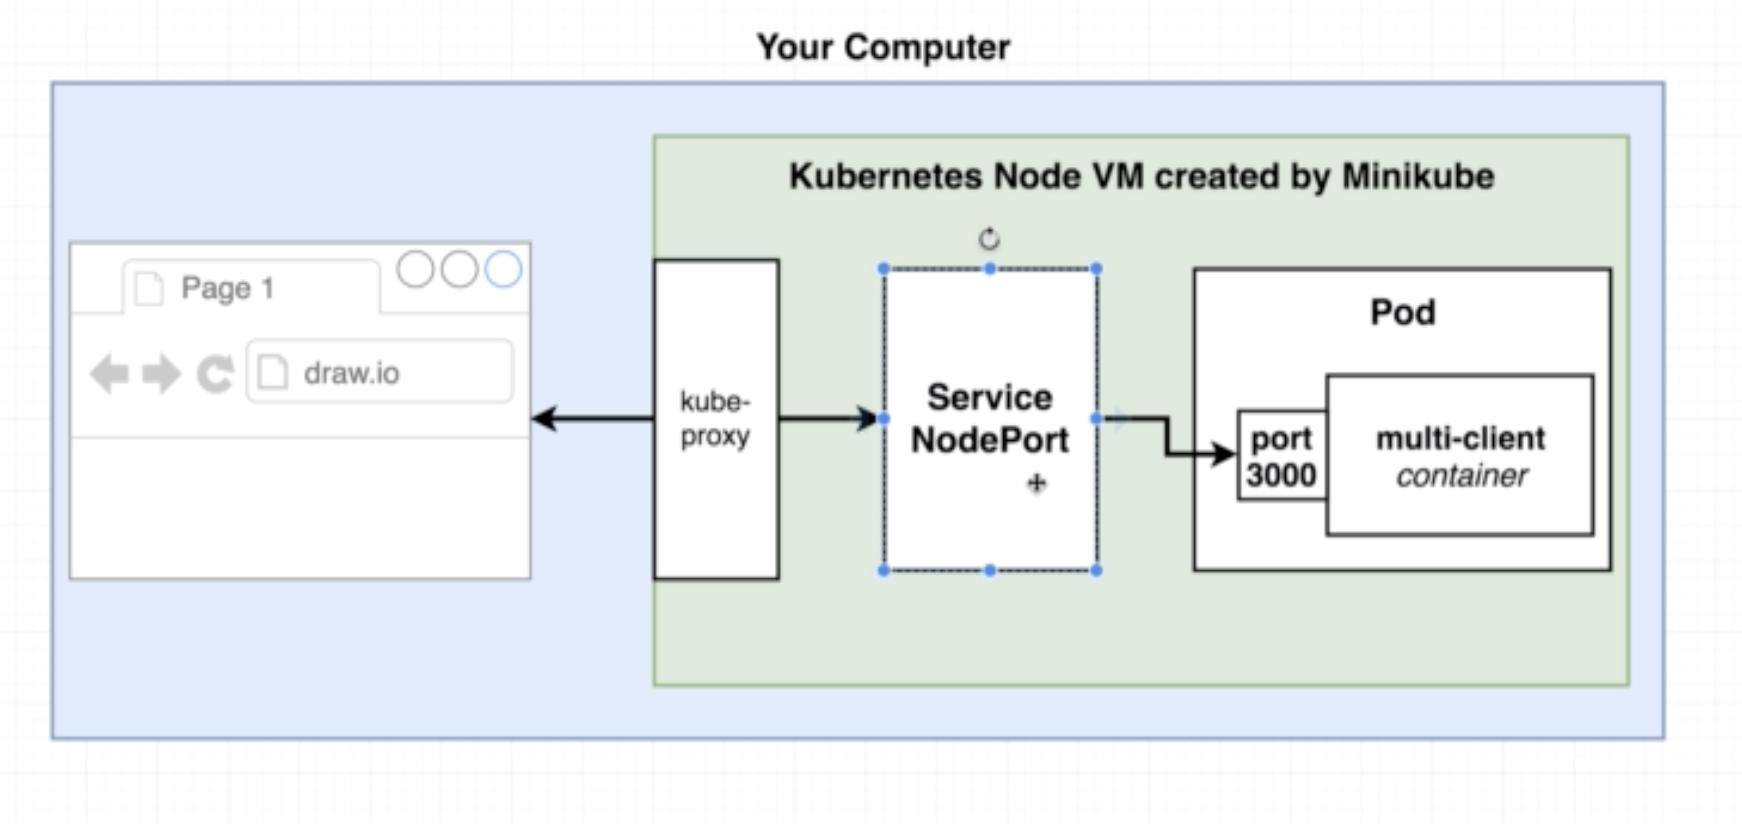 Your Computer
Kubernetes Node VM created by Minikube
Page 1
draw.io
kube-
proxy
Service
NodePort
Pod
port
3000
multi-client
container